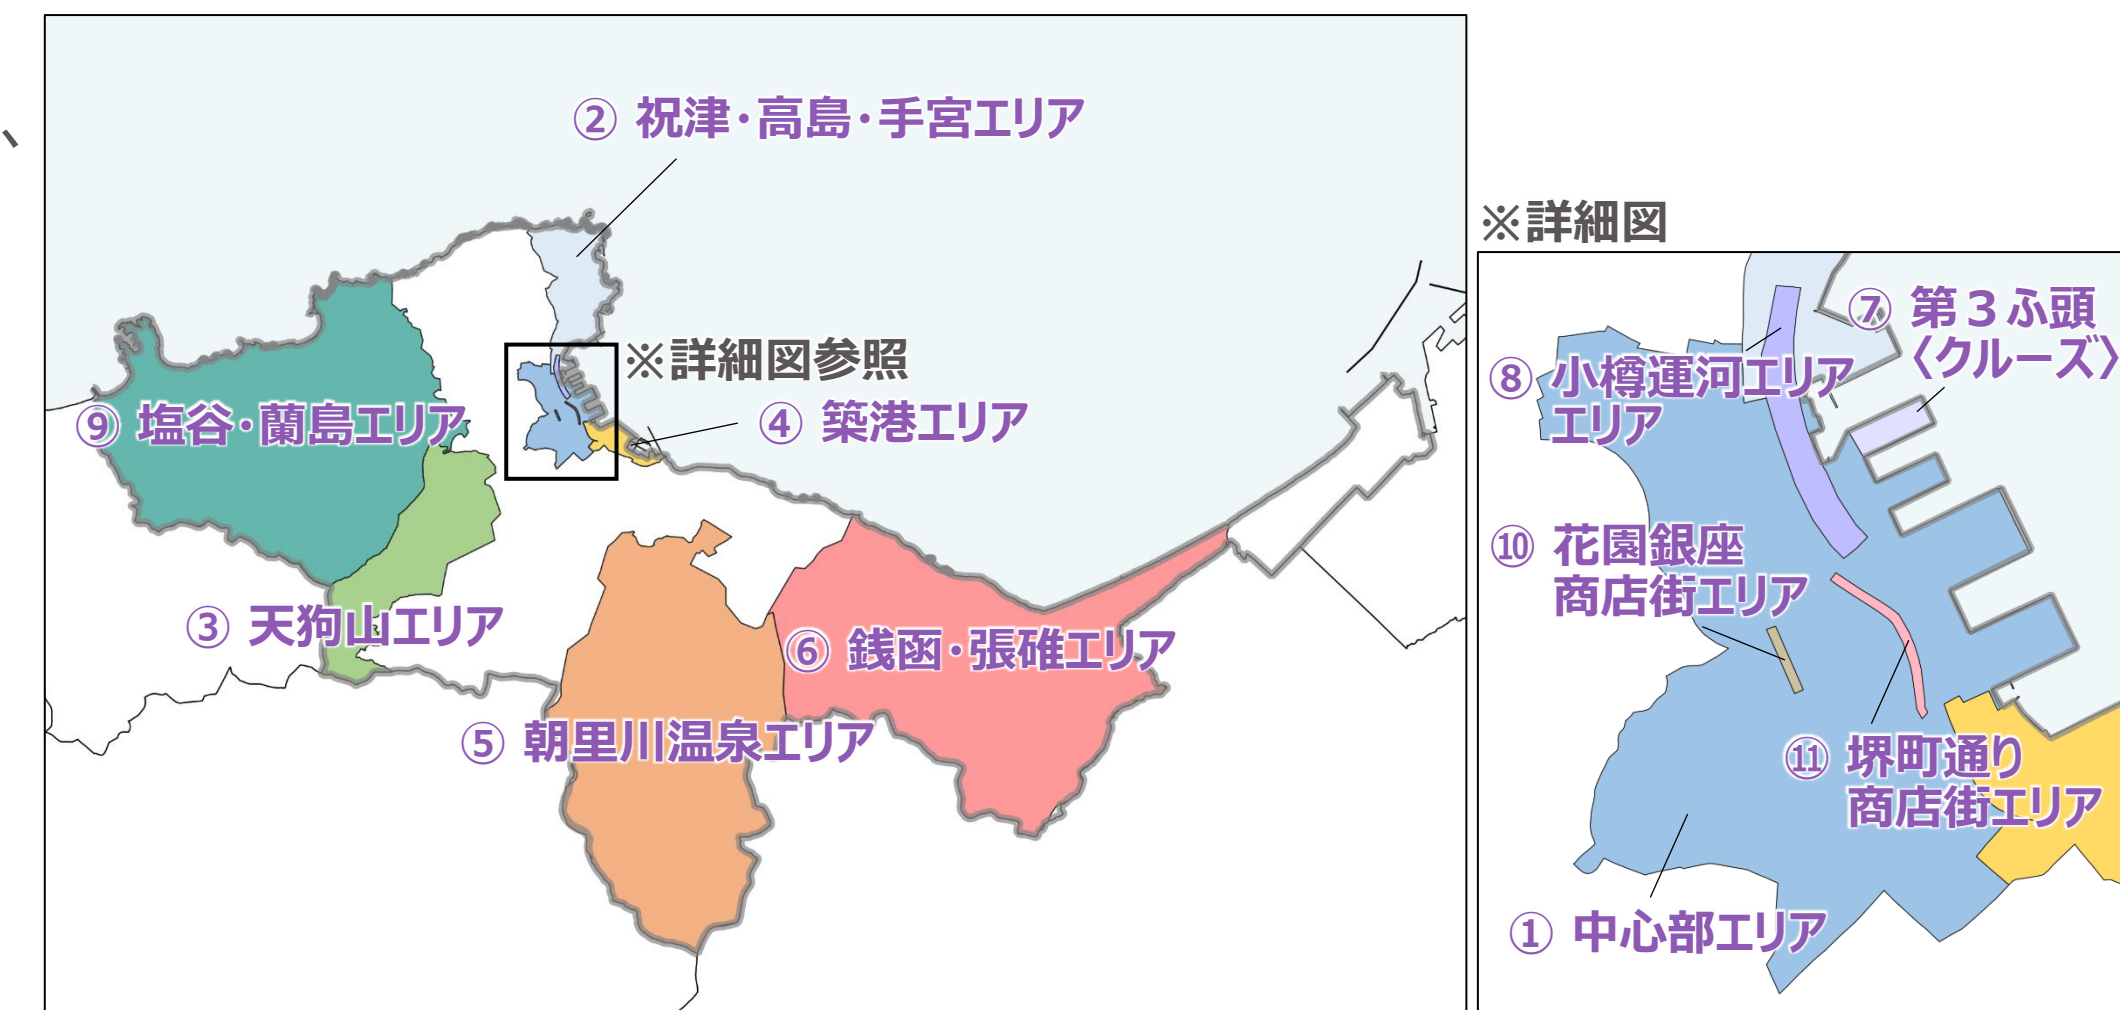 、
② 祝津・高島・手宮エリア
※詳細図参照
④ 築港エリア
⑨ 塩谷・蘭島エリア
③ 天狗山エリア
⑥ 銭函・張碓エリア
⑤ 朝里川温泉エリア
※詳細図
⑦ 第３ふ頭
〈クルーズ〉
⑧ 小樽運河エリア
エリア
⑩ 花園銀座
商店街エリア
⑪ 堺町通り
商店街エリア
① 中心部エリア